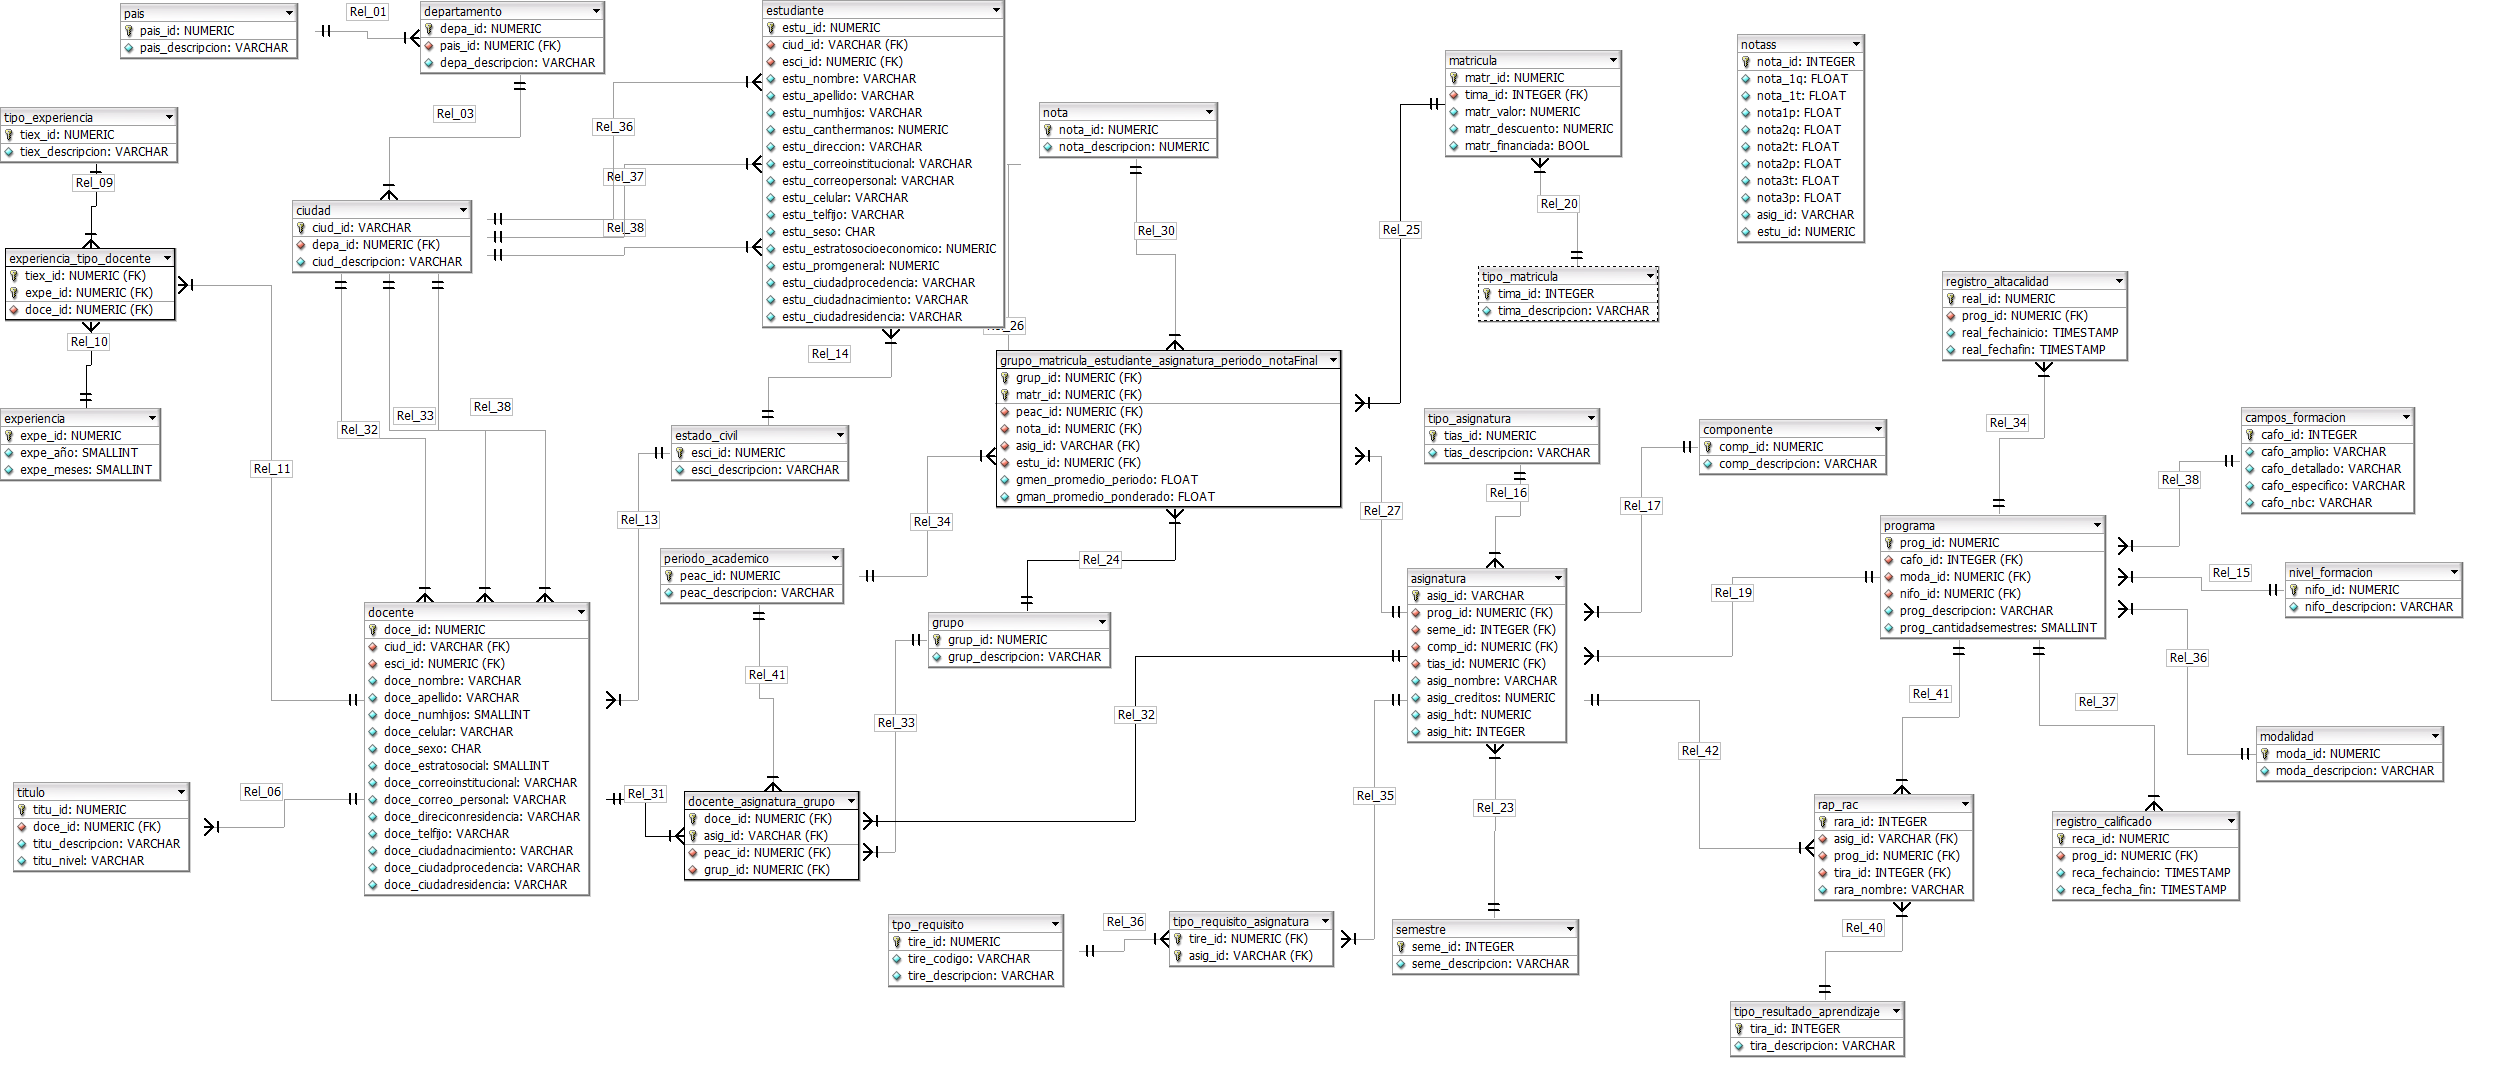 pais
pais_id: NUMERIC
pais_descripcion: VARCHAR
Rel_01
departamento
depa_id: NUMERIC
pais_id: NUMERIC (FK)
depa_descripcion: VARCHAR
Rel_03
estudiante
estu_id: NUMERIC
ciud_id: VARCHAR (FK)
esci_id: NUMERIC (FK)
estu_nombre: VARCHAR
estu_apellido: VARCHAR
estu_numhijos: VARCHAR
estu_canthermanos: NUMERIC
estu_direccion: VARCHAR
estu_correoinstitucional: VARCHAR
estu_correopersonal: VARCHAR
estu_celular: VARCHAR
estu_telfijo: VARCHAR
estu_seso: CHAR
estu_estratosocioeconomico: NUMERIC
estu_promgeneral: NUMERIC
estu_ciudadprocedencia: VARCHAR
estu_ciudadnacimiento: VARCHAR
estu_ciudadresidencia: VARCHAR
Rel_36
Rel_37
Rel_38
nota
nota_id: NUMERIC
nota_descripcion: NUMERIC
Rel_30
matricula
matr_id: NUMERIC
tima_id: INTEGER (FK)
matr_valor: NUMERIC
matr_descuento: NUMERIC
matr_financiada: BOOL
Rel_20
Rel_25
tipo_matricula
tima_id: INTEGER
tima_descripcion: VARCHAR
notass
nota_id: INTEGER
nota_1q: FLOAT
nota_1t: FLOAT
nota1p: FLOAT
nota2q: FLOAT
nota2t: FLOAT
nota2p: FLOAT
nota3t: FLOAT
nota3p: FLOAT
asig_id: VARCHAR
estu_id: NUMERIC
tipo_experiencia
tiex_id: NUMERIC
tiex_descripcion: VARCHAR
Rel_09
experiencia_tipo_docente
tiex_id: NUMERIC (FK)
expe_id: NUMERIC (FK)
doce_id: NUMERIC (FK)
Rel_10
experiencia
expe_id: NUMERIC
expe_año: SMALLINT
expe_meses: SMALLINT
Rel_11
ciudad
ciud_id: VARCHAR
depa_id: NUMERIC (FK)
ciud_descripcion: VARCHAR
Rel_32
Rel_33
Rel_38
Rel_14
_26
estado_civil
esci_id: NUMERIC
esci_descripcion: VARCHAR
Rel_13
grupo_matricula_estudiante_asignatura_periodo_notaFinal
grup_id: NUMERIC (FK)
matr_id: NUMERIC (FK)
peac_id: NUMERIC (FK)
nota_id: NUMERIC (FK)
asig_id: VARCHAR (FK)
estu_id: NUMERIC (FK)
gmen_promedio_periodo: FLOAT
gman_promedio_ponderado: FLOAT
Rel_34
Rel_24
Rel_27
periodo_academico
peac_id: NUMERIC
peac_descripcion: VARCHAR
Rel_41
grupo
grup_id: NUMERIC
grup_descripcion: VARCHAR
Rel_33
Rel_32
tipo_asignatura
tias_id: NUMERIC
tias_descripcion: VARCHAR
Rel_16
componente
comp_id: NUMERIC
comp_descripcion: VARCHAR
Rel_17
Rel_19
asignatura
asig_id: VARCHAR
prog_id: NUMERIC (FK)
seme_id: INTEGER (FK)
comp_id: NUMERIC (FK)
tias_id: NUMERIC (FK)
asig_nombre: VARCHAR
asig_creditos: NUMERIC
asig_hdt: NUMERIC
asig_hit: INTEGER
Rel_35
Rel_23
Rel_42
registro_altacalidad
real_id: NUMERIC
prog_id: NUMERIC (FK)
real_fechainicio: TIMESTAMP
real_fechafin: TIMESTAMP
Rel_34
campos_formacion
cafo_id: INTEGER
cafo_amplio: VARCHAR
cafo_detallado: VARCHAR
cafo_especifico: VARCHAR
cafo_nbc: VARCHAR
Rel_38
programa
prog_id: NUMERIC
cafo_id: INTEGER (FK)
moda_id: NUMERIC (FK)
nifo_id: NUMERIC (FK)
prog_descripcion: VARCHAR
prog_cantidadsemestres: SMALLINT
Rel_15
nivel_formacion
nifo_id: NUMERIC
nifo_descripcion: VARCHAR
Rel_36
modalidad
moda_id: NUMERIC
moda_descripcion: VARCHAR
Rel_41
Rel_37
rap_rac
rara_id: INTEGER
asig_id: VARCHAR (FK)
prog_id: NUMERIC (FK)
tira_id: INTEGER (FK)
rara_nombre: VARCHAR
Rel_40
registro_calificado
reca_id: NUMERIC
prog_id: NUMERIC (FK)
reca_fechaincio: TIMESTAMP
reca_fecha_fin: TIMESTAMP
docente
doce_id: NUMERIC
ciud_id: VARCHAR (FK)
esci_id: NUMERIC (FK)
doce_nombre: VARCHAR
doce_apellido: VARCHAR
doce_numhijos: SMALLINT
doce_celular: VARCHAR
doce_sexo: CHAR
doce_estratosocial: SMALLINT
doce_correoinstitucional: VARCHAR
doce_correo_personal: VARCHAR
doce_direciconresidencia: VARCHAR
doce_telfijo: VARCHAR
doce_ciudadnacimiento: VARCHAR
doce_ciudadprocedencia: VARCHAR
doce_ciudadresidencia: VARCHAR
titulo
titu_id: NUMERIC
doce_id: NUMERIC (FK)
titu_descripcion: VARCHAR
titu_nivel: VARCHAR
Rel_06
Rel_31
docente_asignatura_grupo
doce_id: NUMERIC (FK)
asig_id: VARCHAR (FK)
peac_id: NUMERIC (FK)
grup_id: NUMERIC (FK)
tpo_requisito
tire_id: NUMERIC
tire_codigo: VARCHAR
tire_descripcion: VARCHAR
Rel_36
tipo_requisito_asignatura
tire_id: NUMERIC (FK)
asig_id: VARCHAR (FK)
semestre
seme_id: INTEGER
seme_descripcion: VARCHAR
tipo_resultado_aprendizaje
tira_id: INTEGER
tira_descripcion: VARCHAR